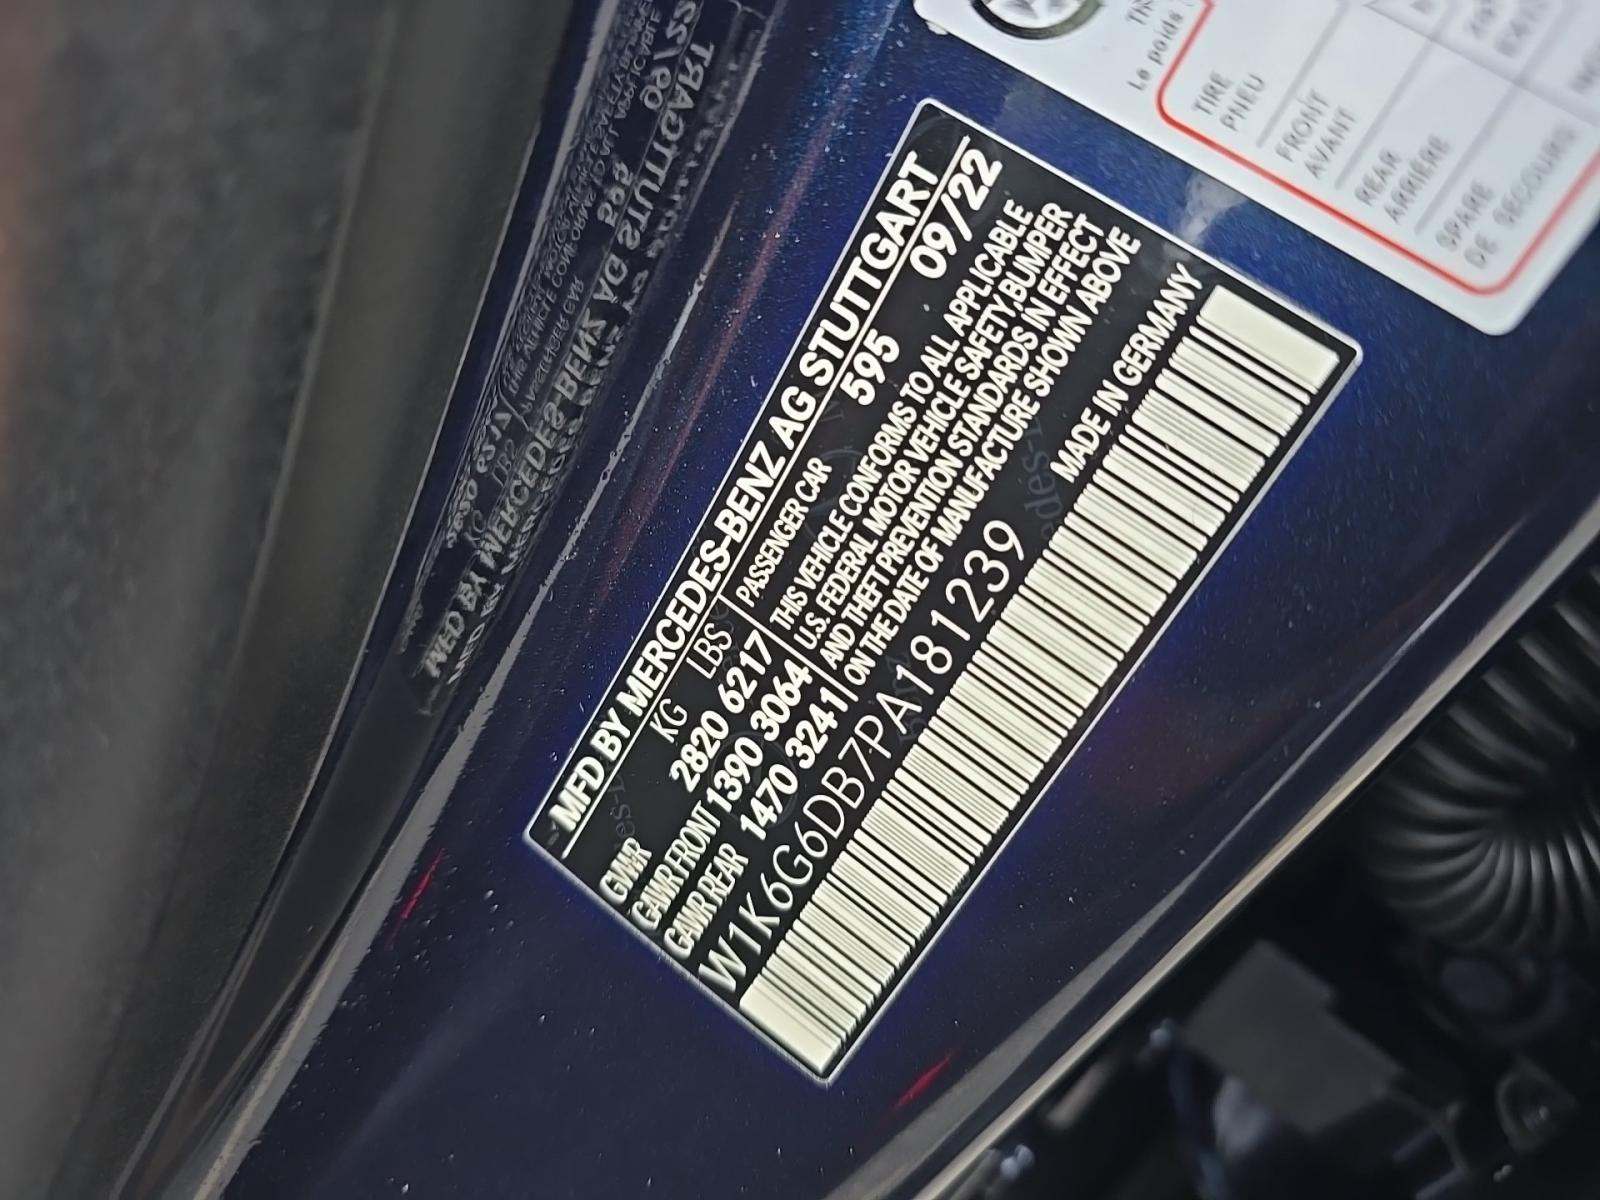 MFD BY MERCEDES-BENZ AG STUTTGART
KG LBS
595 09/22
GVWR 2820 6217
GAWR FRONT 1390 3064
GAWR REAR 1470 3241
PASSENGER CAR
THIS VEHICLE CONFORMS TO ALL APPLICABLE
U.S. FEDERAL MOTOR VEHICLE SAFETY,BUMPER
AND THEFT PREVENTION STANDARDS IN EFFECT
ON THE DATE OF MANUFACTURE SHOWN ABOVE
W1K6G6DB7PA181239
MADE IN GERMANY
Le poids
TIRE
PNEU
FRONT
AVANT
REAR
ARRIÈRE
SPARE
DE SECOURS